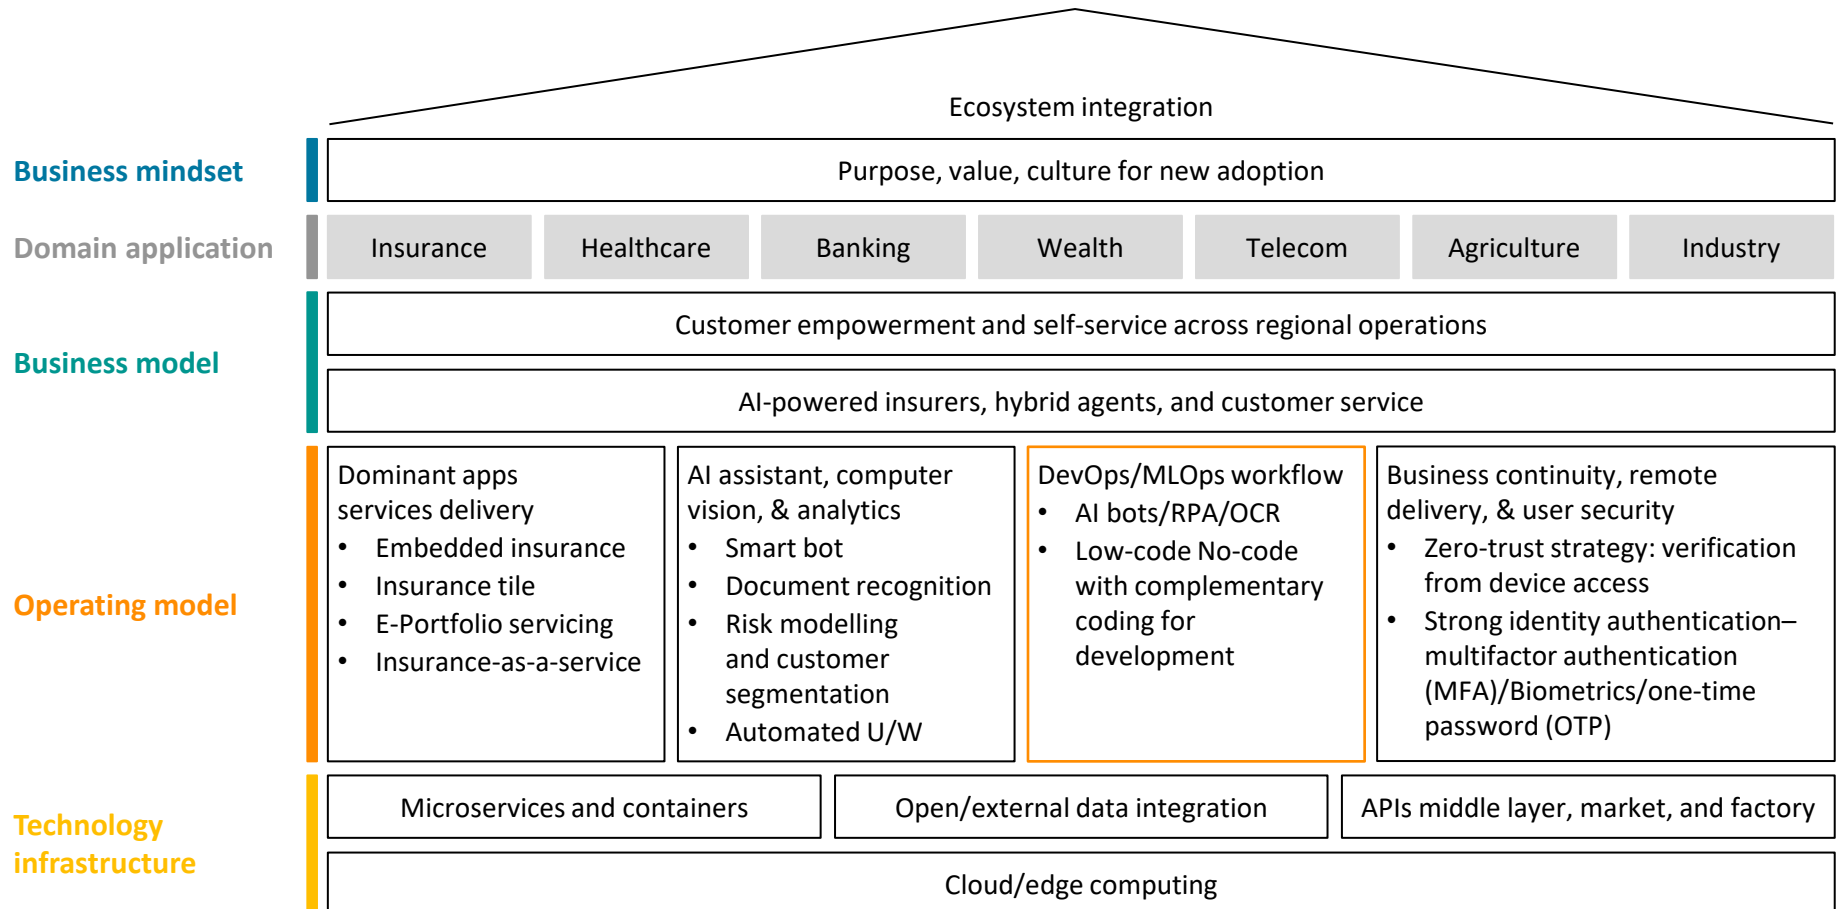 Ecosystem integration
Business mindset
Purpose, value, culture for new adoption
Domain application
Insurance
Healthcare
Banking
Wealth
Telecom
Agriculture
Industry
Business model
Customer empowerment and self-service across regional operations
AI-powered insurers, hybrid agents, and customer service
Operating model
Dominant apps
services delivery
• Embedded insurance
• Insurance tile
• E-Portfolio servicing
• Insurance-as-a-service
AI assistant, computer
vision, & analytics
• Smart bot
• Document recognition
• Risk modelling
and customer
segmentation
• Automated U/W
DevOps/MLOps workflow
• AI bots/RPA/OCR
• Low-code No-code
with complementary
coding for
development
Business continuity, remote
delivery, & user security
• Zero-trust strategy: verification
from device access
• Strong identity authentication–
multifactor authentication
(MFA)/Biometrics/one-time
password (OTP)
Technology
infrastructure
Microservices and containers
Open/external data integration
APIs middle layer, market, and factory
Cloud/edge computing